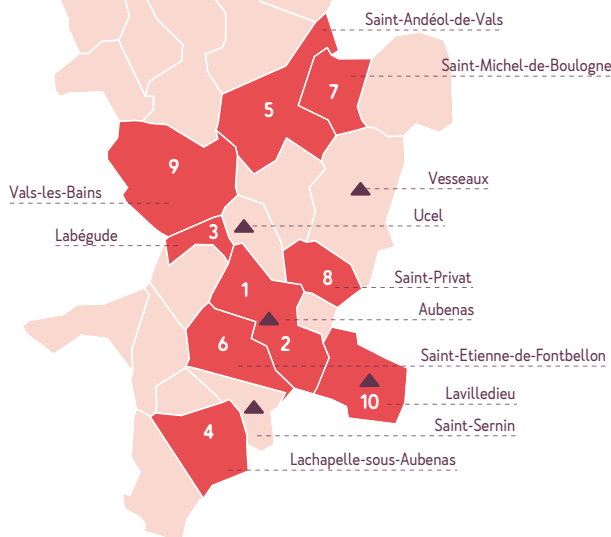 Saint-Andéol-de-Vals
Saint-Michel-de-Boulogne
7
5
9
Vesseaux
Vals-les-Bains
Ucel
3
Labégude
8
Saint-Privat
1
Aubenas
6
2
Saint-Etienne-de-Fontbellon
Lavilledieu
10
Saint-Sernin
4
Lachapelle-sous-Aubenas